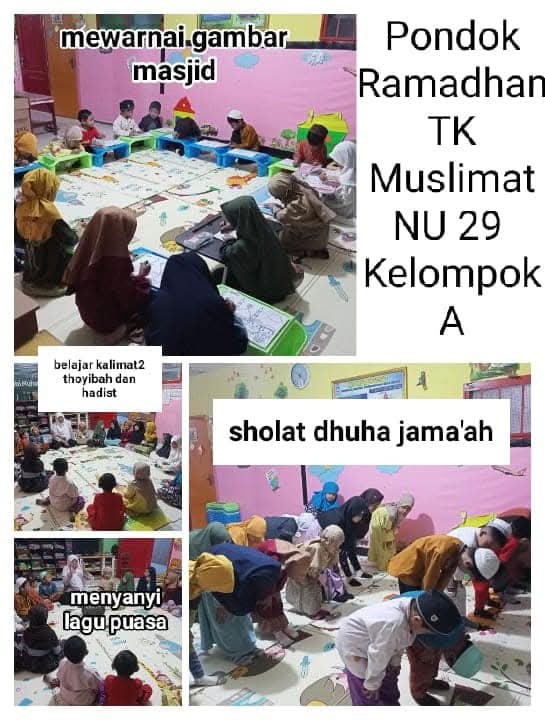 mewarnai gambar
masjid
Pondok
Ramadhan
TK
Muslimat
NU 29
Kelompok
A
belajar kalimat2
thoyibah dan
hadist
sholat dhuha jama'ah
menyanyi
lagu puasa